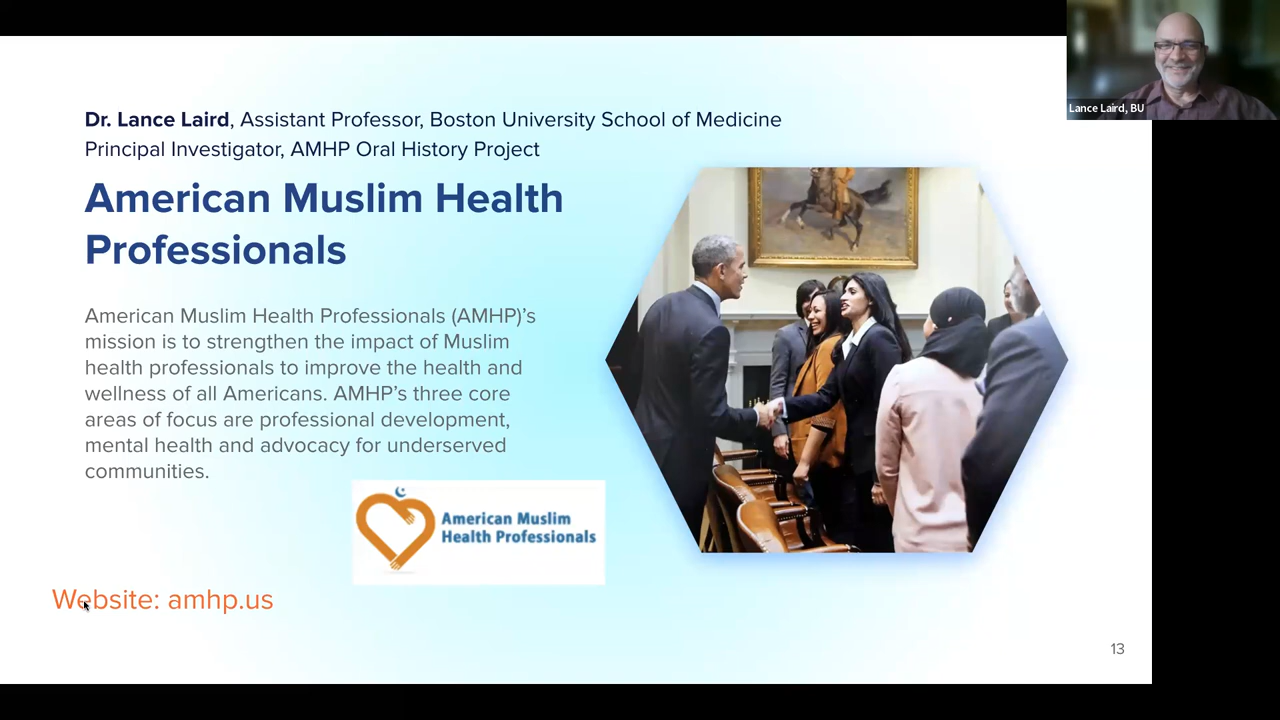 Dr. Lance Laird, Assistant Professor, Boston University School of Medicine
Principal Investigator, AMHP Oral History Project
American Muslim Health
Professionals
American Muslim Health Professionals (AMHP)'s
mission is to strengthen the impact of Muslim
health professionals to improve the health and
wellness of all Americans. AMHP's three core
areas of focus are professional development,
mental health and advocacy for underserved
communities.
American Muslim
Health Professionals
Website: amhp.us
13
Lance Laird, BU